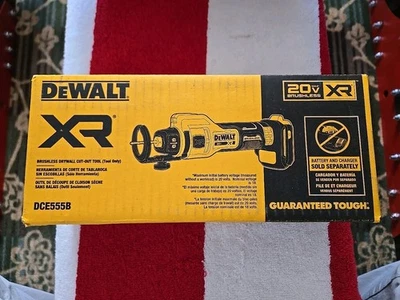 DEWALT
20V XR
BRUSHLESS
XR
DEWALT
BRUSHLESS DRYWALL CUT-OUT TOOL (Tool Only)
HERRAMIENTA DE CORTE DE TABLAROCA
SIN ESCOBILLAS (Sólo Herramienta)
OUTIL DE DÉCOUPE DE CLOISON SÈCHE
SANS BALAIS (Outil Seulement)
DCE555B
BATTERY AND CHARGER
SOLD SEPARATELY
CARGADOR Y BATERÍA
SE VENDEN POR SEPARADO
PILE ET CHARGEUR
VENDUS SÉPARÉMENT
GUARANTEED TOUGH.